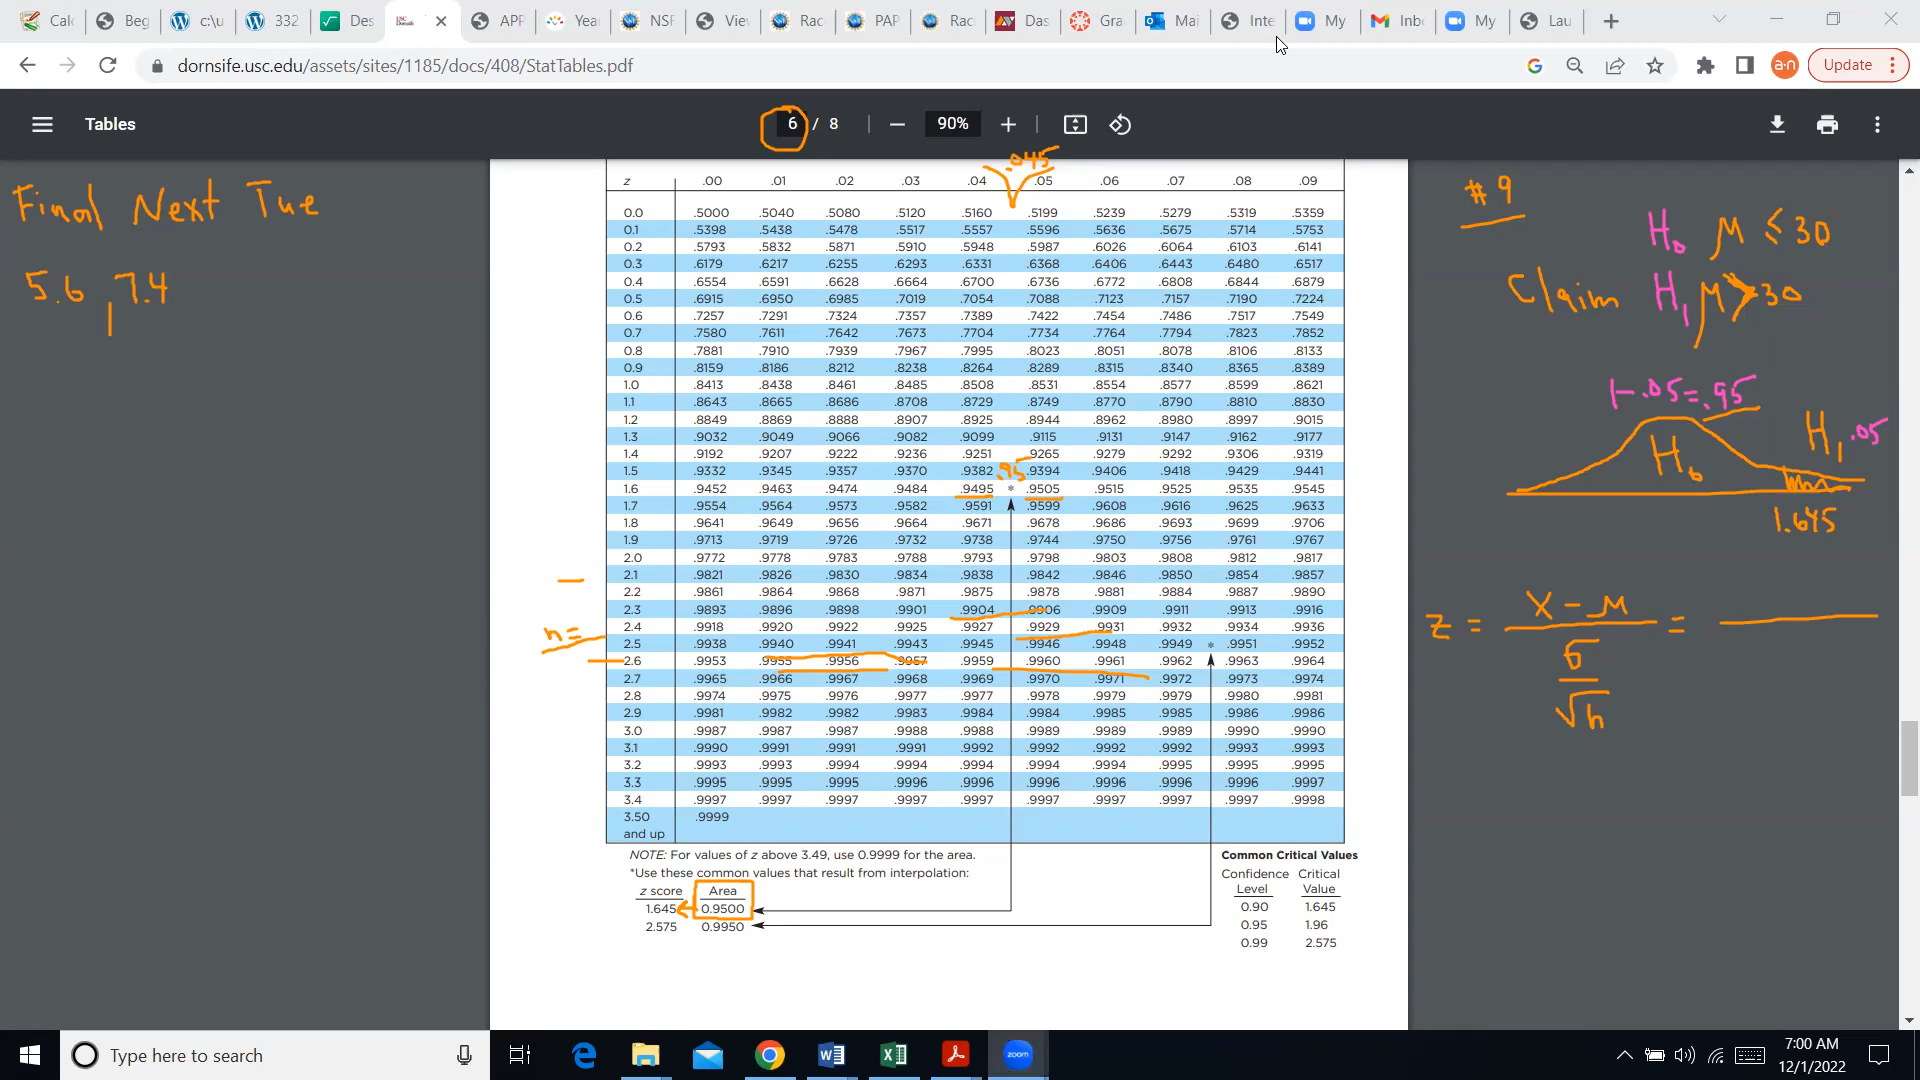 Cal Beg c:\u 332 Des APF Yea NSF Viev Rac PAP Rac Das Gra Mai Inte My Inbo My Lau
dornsife.usc.edu/assets/sites/1185/docs/408/StatTables.pdf
a-n Update
Tables 6 / 8 90%
.045
z .00 .01 .02 .03 .04 .05 .06 .07 .08 .09
0.0 .5000 .5040 .5080 .5120 .5160 .5199 .5239 .5279 .5319 .5359
0.1 .5398 .5438 .5478 .5517 .5557 .5596 .5636 .5675 .5714 .5753
0.2 .5793 .5832 .5871 .5910 .5948 .5987 .6026 .6064 .6103 .6141
0.3 .6179 .6217 .6255 .6293 .6331 .6368 .6406 .6443 .6480 .6517
0.4 .6554 .6591 .6628 .6664 .6700 .6736 .6772 .6808 .6844 .6879
0.5 .6915 .6950 .6985 .7019 .7054 .7088 .7123 .7157 .7190 .7224
0.6 .7257 .7291 .7324 .7357 .7389 .7422 .7454 .7486 .7517 .7549
0.7 .7580 .7611 .7642 .7673 .7704 .7734 .7764 .7794 .7823 .7852
0.8 .7881 .7910 .7939 .7967 .7995 .8023 .8051 .8078 .8106 .8133
0.9 .8159 .8186 .8212 .8238 .8264 .8289 .8315 .8340 .8365 .8389
1.0 .8413 .8438 .8461 .8485 .8508 .8531 .8554 .8577 .8599 .8621
1.1 .8643 .8665 .8686 .8708 .8729 .8749 .8770 .8790 .8810 .8830
1.2 .8849 .8869 .8888 .8907 .8925 .8944 .8962 .8980 .8997 .9015
1.3 .9032 .9049 .9066 .9082 .9099 .9115 .9131 .9147 .9162 .9177
1.4 .9192 .9207 .9222 .9236 .9251 .9265 .9279 .9292 .9306 .9319
.95
1.5 .9332 .9345 .9357 .9370 .9382 .9394 .9406 .9418 .9429 .9441
1.6 .9452 .9463 .9474 .9484 .9495 * .9505 .9515 .9525 .9535 .9545
1.7 .9554 .9564 .9573 .9582 .9591 .9599 .9608 .9616 .9625 .9633
1.8 .9641 .9649 .9656 .9664 .9671 .9678 .9686 .9693 .9699 .9706
1.9 .9713 .9719 .9726 .9732 .9738 .9744 .9750 .9756 .9761 .9767
2.0 .9772 .9778 .9783 .9788 .9793 .9798 .9803 .9808 .9812 .9817
2.1 .9821 .9826 .9830 .9834 .9838 .9842 .9846 .9850 .9854 .9857
2.2 .9861 .9864 .9868 .9871 .9875 .9878 .9881 .9884 .9887 .9890
2.3 .9893 .9896 .9898 .9901 .9904 .9906 .9909 .9911 .9913 .9916
2.4 .9918 .9920 .9922 .9925 .9927 .9929 .9931 .9932 .9934 .9936
2.5 .9938 .9940 .9941 .9943 .9945 .9946 .9948 .9949 * .9951 .9952
2.6 .9953 .9955 .9956 .9957 .9959 .9960 .9961 .9962 .9963 .9964
2.7 .9965 .9966 .9967 .9968 .9969 .9970 .9971 .9972 .9973 .9974
2.8 .9974 .9975 .9976 .9977 .9977 .9978 .9979 .9979 .9980 .9981
2.9 .9981 .9982 .9982 .9983 .9984 .9984 .9985 .9985 .9986 .9986
3.0 .9987 .9987 .9987 .9988 .9988 .9989 .9989 .9989 .9990 .9990
3.1 .9990 .9991 .9991 .9991 .9992 .9992 .9992 .9992 .9993 .9993
3.2 .9993 .9993 .9994 .9994 .9994 .9994 .9994 .9995 .9995 .9995
3.3 .9995 .9995 .9995 .9996 .9996 .9996 .9996 .9996 .9996 .9997
3.4 .9997 .9997 .9997 .9997 .9997 .9997 .9997 .9997 .9997 .9998
3.50 .9999
and up
NOTE: For values of z above 3.49, use 0.9999 for the area.
*Use these common values that result from interpolation:
z score Area
1.645 0.9500
2.575 0.9950
Common Critical Values
Confidence Critical
Level Value
0.90 1.645
0.95 1.96
0.99 2.575
Final Next Tue
5.6, 7.4
n=
# 9
H₀ μ ≤ 30
Claim H₁ μ > 30
1-.05=.95
H₀ H₁ .05
1.645
z = X - μ / σ / √n =
Type here to search
zoom
7:00 AM
12/1/2022